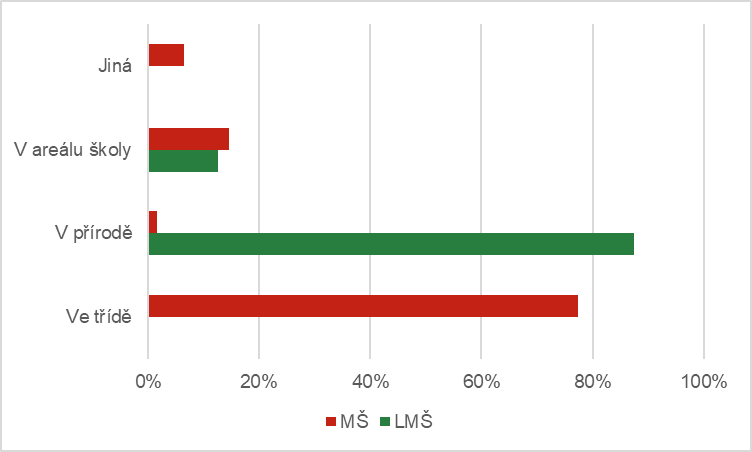 Jiná
V areálu školy
V přírodě
Ve třídě
0% 20% 40% 60% 80% 100%
MŠ LMŠ